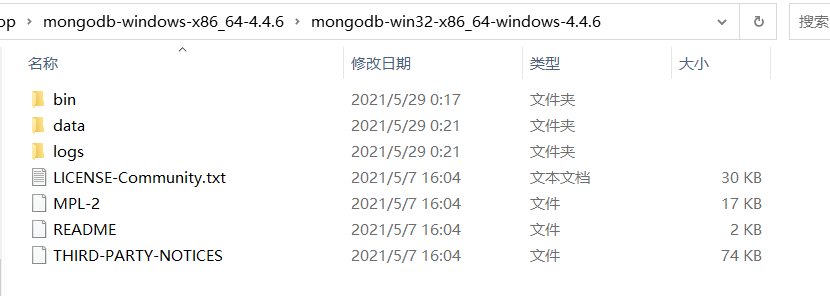 op › mongodb-windows-x86_64-4.4.6 › mongodb-win32-x86_64-windows-4.4.6 搜索
名称 修改日期 类型 大小
bin 2021/5/29 0:17 文件夹
data 2021/5/29 0:21 文件夹
logs 2021/5/29 0:21 文件夹
LICENSE-Community.txt 2021/5/7 16:04 文本文档 30 KB
MPL-2 2021/5/7 16:04 文件 17 KB
README 2021/5/7 16:04 文件 2 KB
THIRD-PARTY-NOTICES 2021/5/7 16:04 文件 74 KB